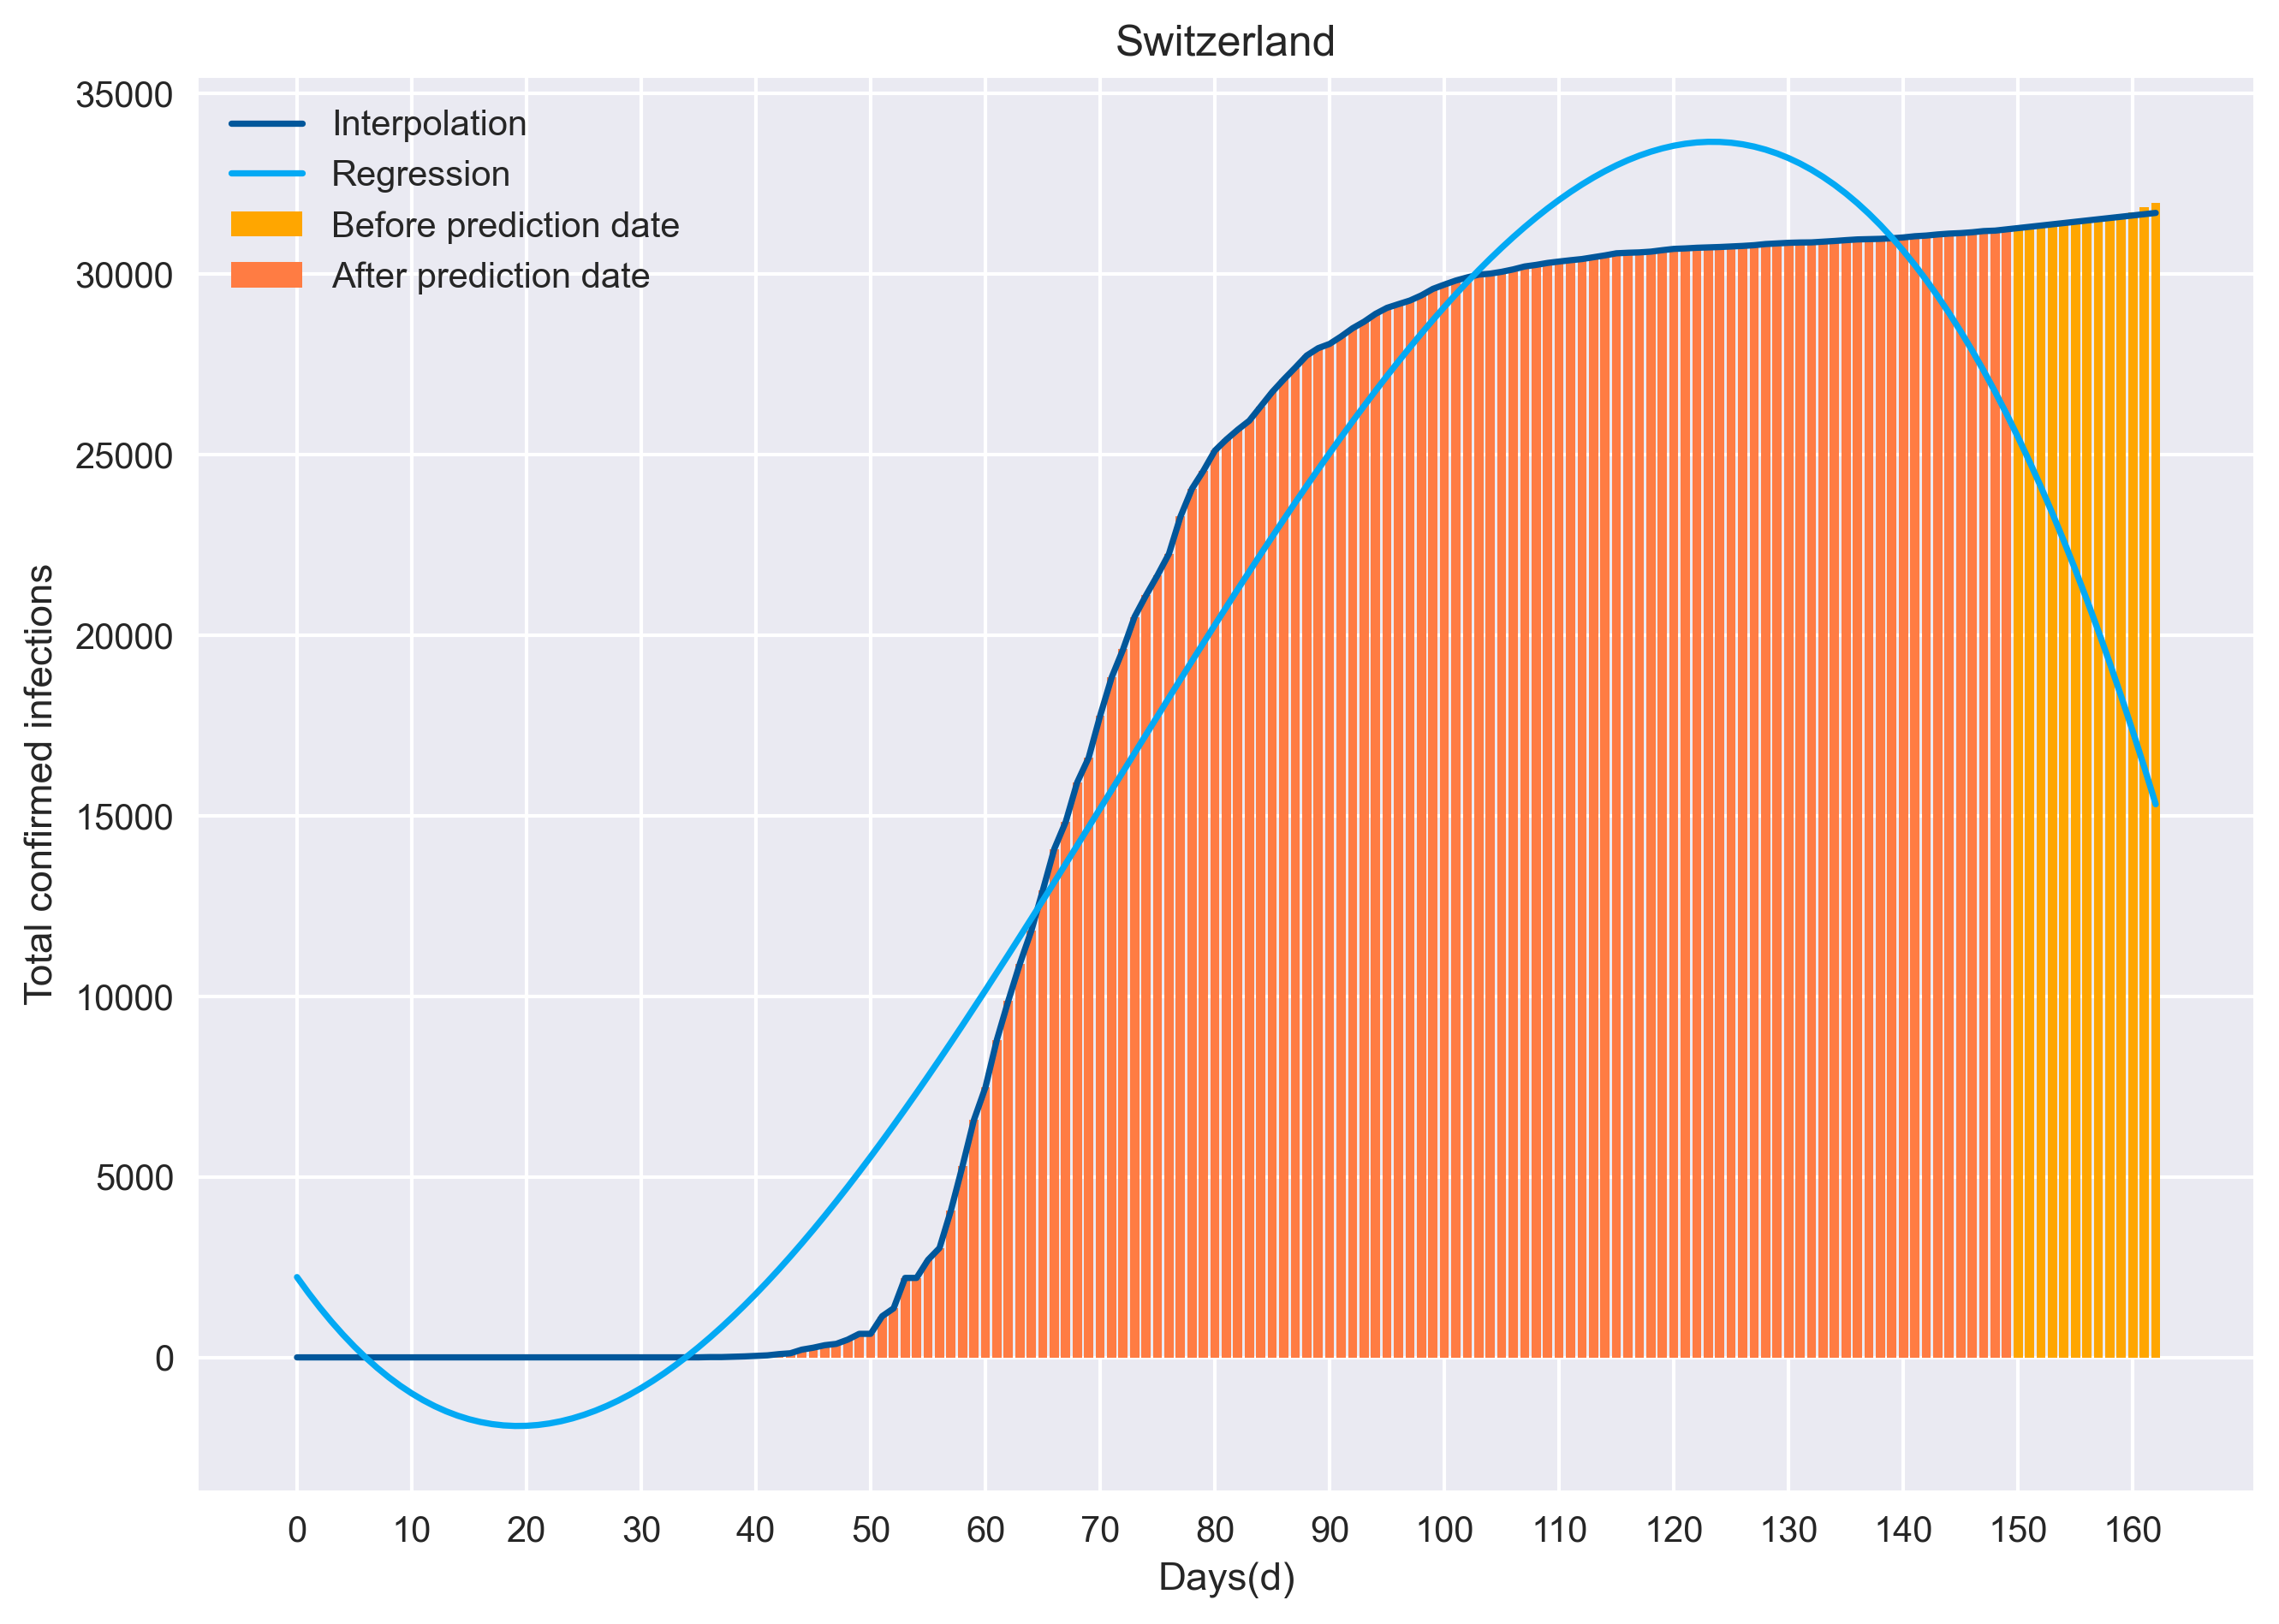 Switzerland
35000
30000
25000
20000
15000
10000
5000
0
Total confirmed infections
Interpolation
Regression
Before prediction date
After prediction date
0 10 20 30 40 50 60 70 80 90 100 110 120 130 140 150 160
Days(d)